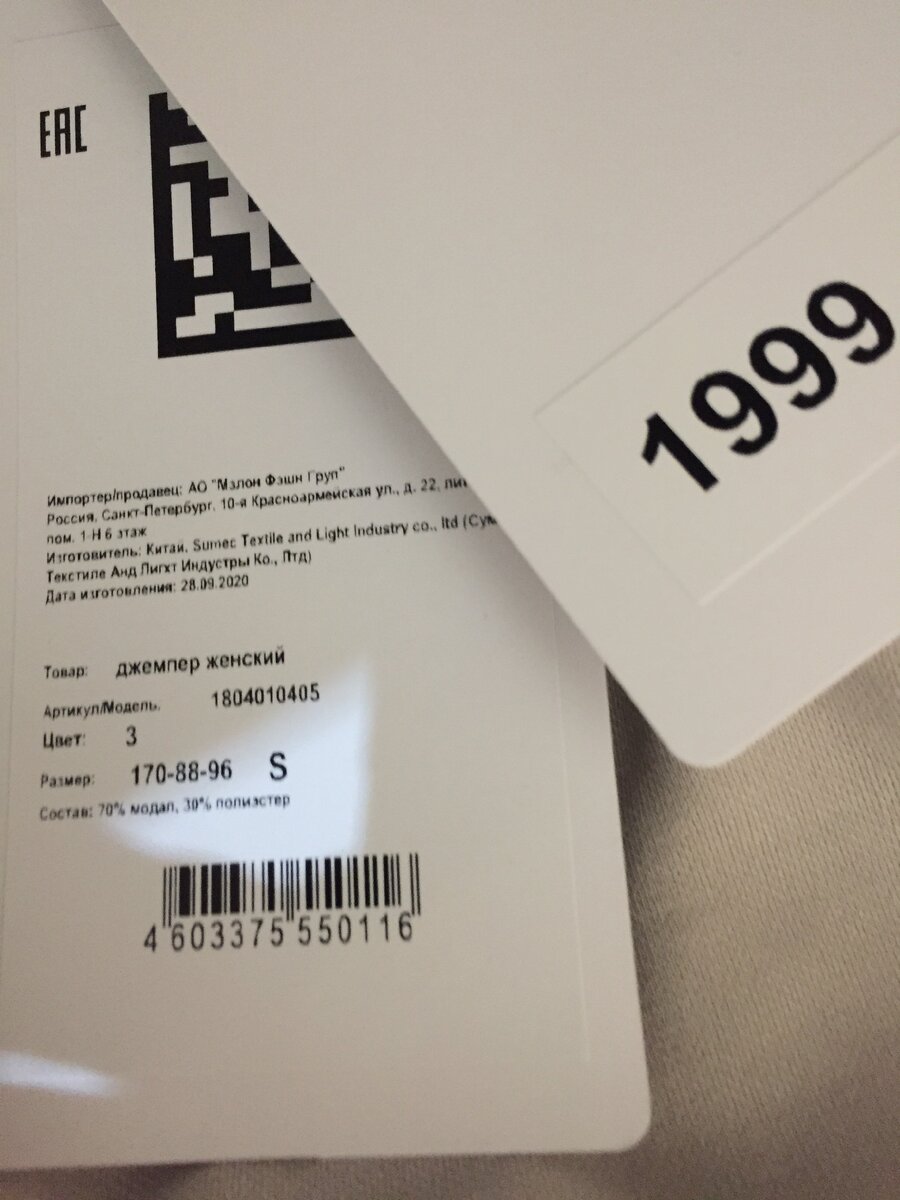 EAC
1999
Импортер/продавец: АО "Мэлон Фэшн Груп"
Россия, Санкт-Петербург, 10-я Красноармейская ул., д. 22,
пом. 1-Н 6 этаж
Изготовитель: Китай, Sumec Textile and Light Industry co., ltd (Сум
Текстиле Анд Лигхт Индустры Ко., Лтд)
Дата изготовления: 28.09.2020
Товар: джемпер женский
Артикул/Модель: 1804010405
Цвет: 3
Размер: 170-88-96 S
Состав: 70% модал, 30% полиэстер
4 603375 550116